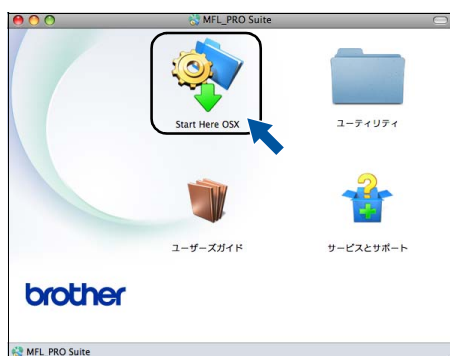 MFL_PRO Suite
Start Here OSX
ユーティリティ
ユーザーズガイド
サービスとサポート
brother
MFL_PRO Suite